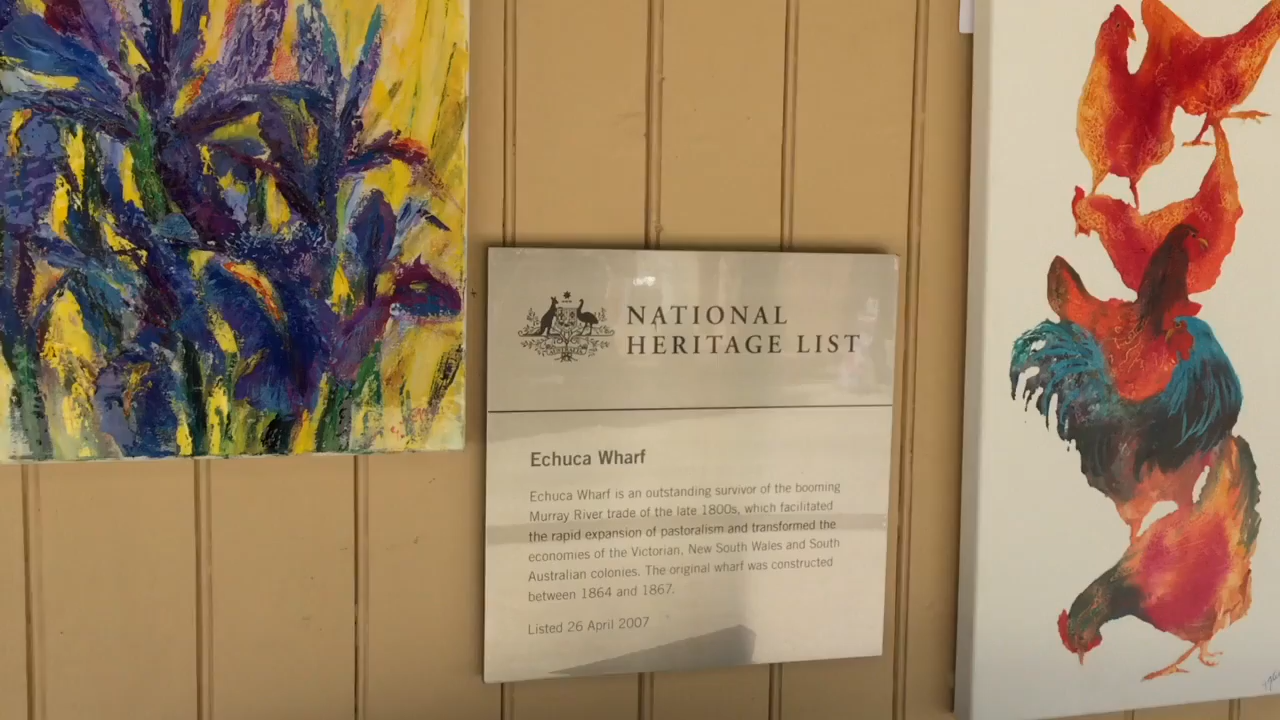 NATIONAL
HERITAGE LIST
Echuca Wharf
Echuca Wharf is an outstanding survivor of the booming
Murray River trade of the late 1800s, which facilitated
the rapid expansion of pastoralism and transformed the
economies of the Victorian, New South Wales and South
Australian colonies. The original wharf was constructed
between 1864 and 1867.
Listed 26 April 2007